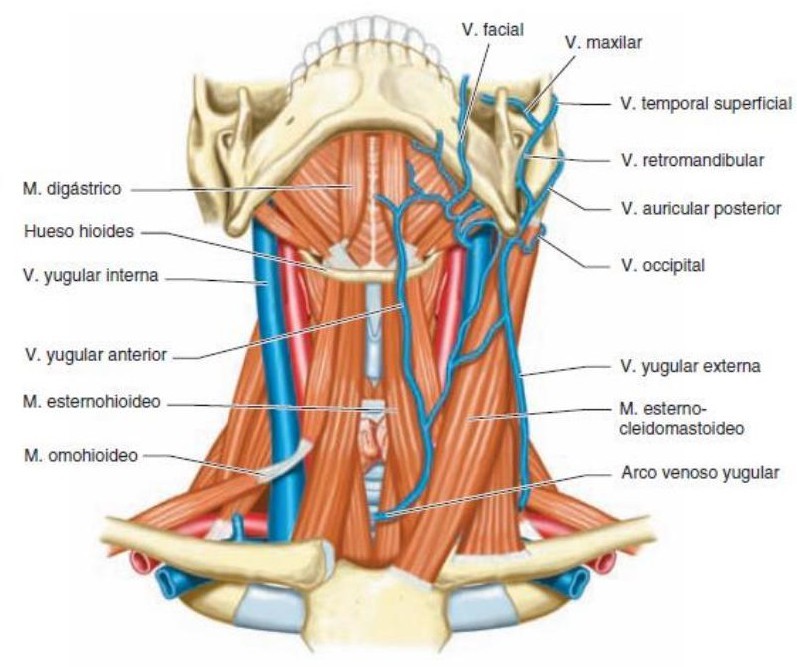 V. facial
V. maxilar
V. temporal superficial
V. retromandibular
M. digástrico
V. auricular posterior
Hueso hioides
V. occipital
V. yugular interna
V. yugular anterior
V. yugular externa
M. esternohioideo
M. esterno-
cleidomastoideo
M. omohioideo
Arco venoso yugular